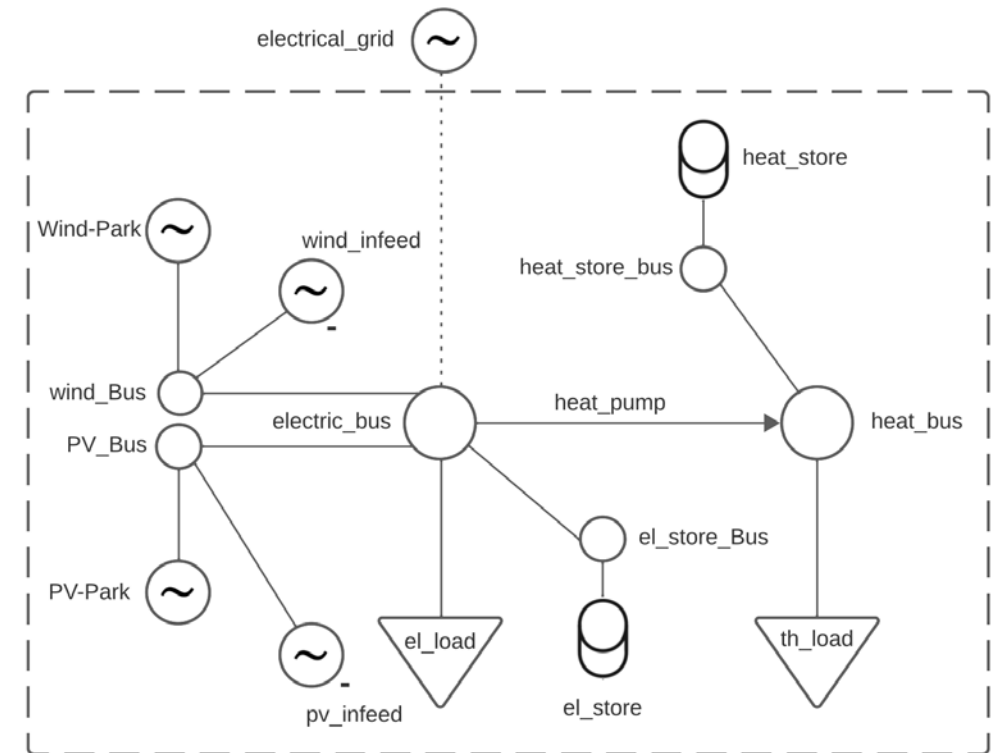 electrical_grid
heat_store
Wind-Park
wind_infeed
heat_store_bus
-
wind_Bus
heat_pump
electric_bus
heat_bus
PV_Bus
el_store_Bus
PV-Park
el_load
th_load
-
pv_infeed
el_store